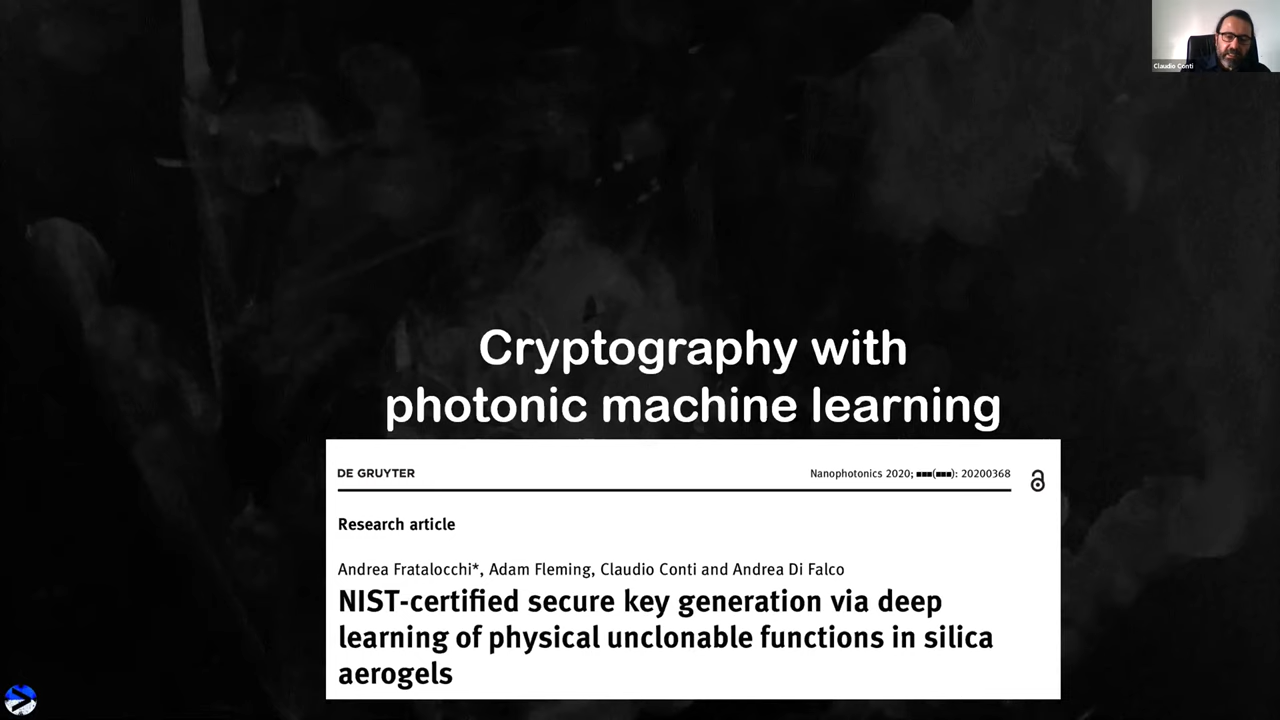 Claudio Conti
Cryptography with
photonic machine learning
DE GRUYTER
Nanophotonics 2020; ■■■(■■■): 20200368
Research article
Andrea Fratalocchi*, Adam Fleming, Claudio Conti and Andrea Di Falco
NIST-certified secure key generation via deep
learning of physical unclonable functions in silica
aerogels